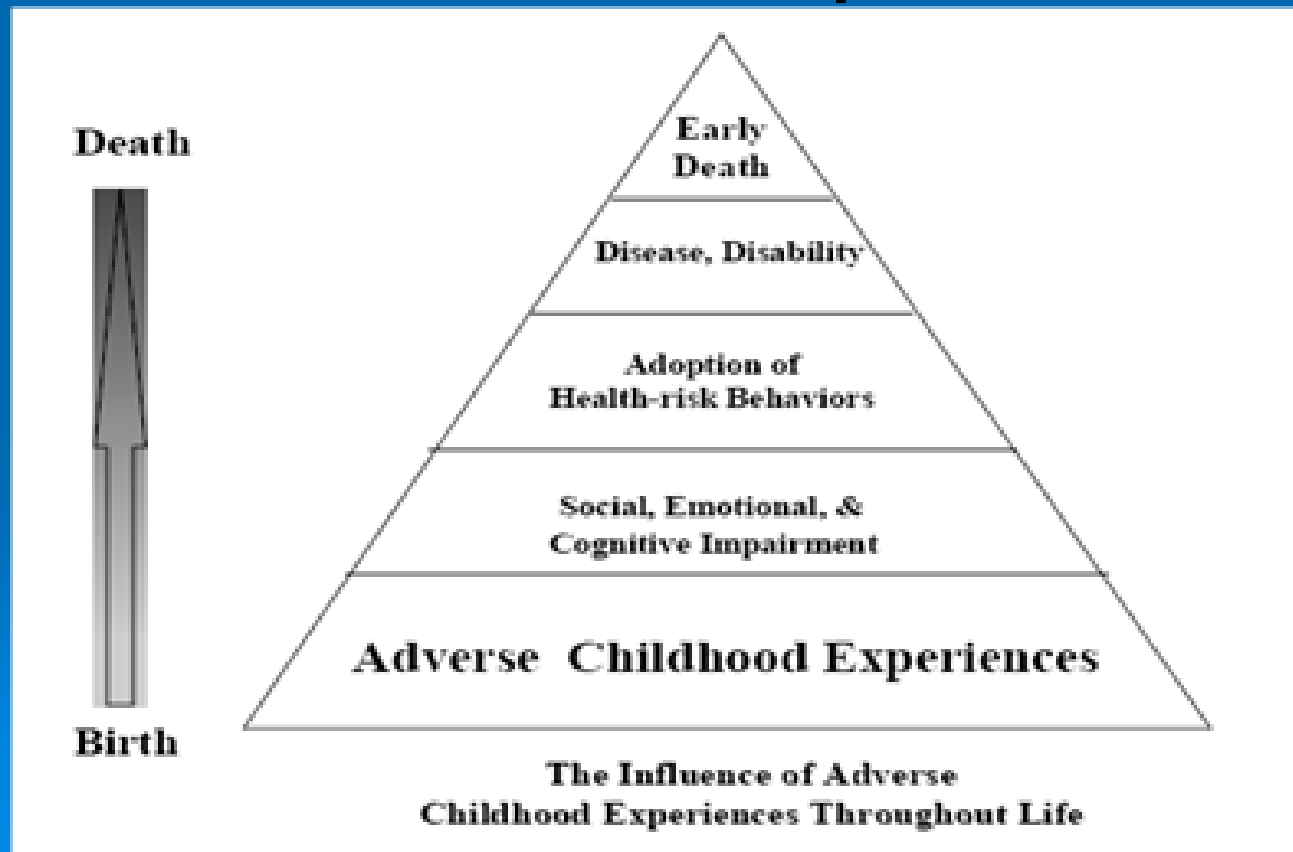 Death
Early
Death
Disease, Disability
Adoption of
Health-risk Behaviors
Social, Emotional, &
Cognitive Impairment
Adverse Childhood Experiences
Birth
The Influence of Adverse
Childhood Experiences Throughout Life